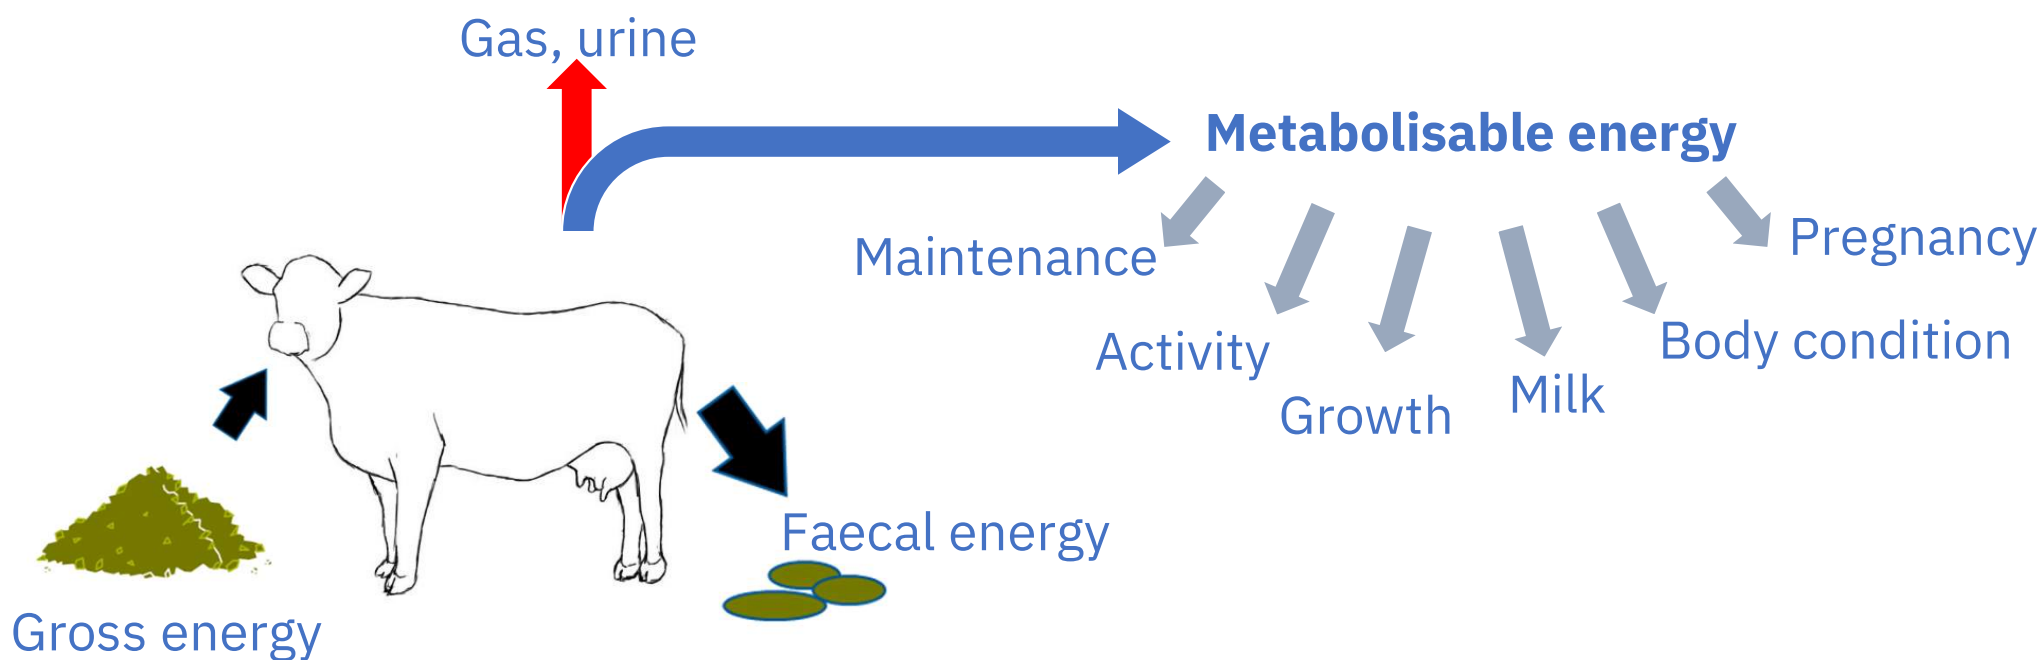 Gas, urine
Metabolisable energy
Maintenance
Pregnancy
Activity
Body condition
Growth
Milk
Faecal energy
Gross energy